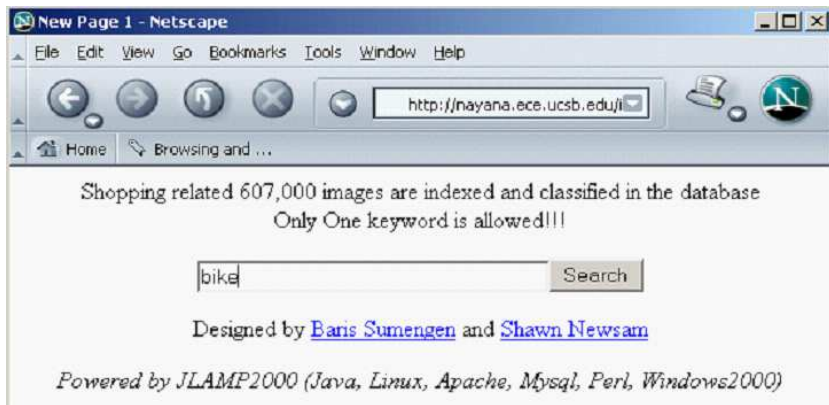 New Page 1 - Netscape
File Edit View Go Bookmarks Tools Window Help
http://nayana.ece.ucsb.edu/i
N
Home Browsing and ...
Shopping related 607,000 images are indexed and classified in the database
Only One keyword is allowed!!!
bike Search
Designed by Baris Sumengen and Shawn Newsam
Powered by JLAMP2000 (Java, Linux, Apache, Mysql, Perl, Windows2000)